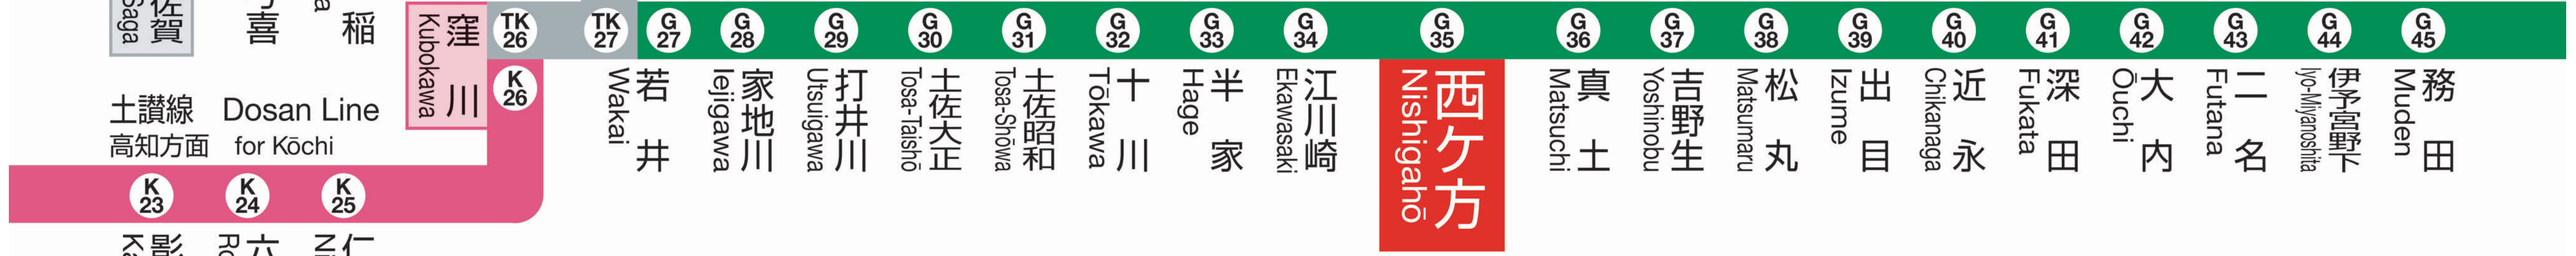 Saga
佐賀
喜
a
稲
窪川
Kubokawa
TK
26
K
26
TK
27
G
27
若井
Wakai
G
28
家地川
Iejigawa
G
29
打井川
Utsuigawa
G
30
土佐大正
Tosa-Taishō
G
31
土佐昭和
Tosa-Shōwa
G
32
十川
Tōkawa
G
33
半家
Hage
G
34
江川崎
Ekawasaki
G
35
西ケ方
Nishigahō
G
36
真土
Matsuchi
G
37
吉野生
Yoshinobu
G
38
松丸
Matsumaru
G
39
出目
Izume
G
40
近永
Chikanaga
G
41
深田
Fukata
G
42
大内
Ōuchi
G
43
二名
Futana
G
44
伊予宮野下
Iyo-Miyanoshita
G
45
務田
Muden
土讃線 Dosan Line
高知方面 for Kōchi
K
23
影
K
24
六
Ro
K
25
仁
Ni